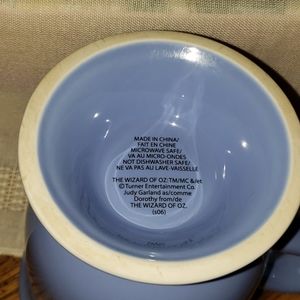 MADE IN CHINA/
FAIT EN CHINE
MICROWAVE SAFE/
VA AU MICRO-ONDES
NOT DISHWASHER SAFE/
NE VA PAS AU LAVE-VAISSELLE
THE WIZARD OF OZ:TM/MC &/et
© Turner Entertainment Co.
Judy Garland as/comme
Dorothy from/de
THE WIZARD OF OZ.
(s06)